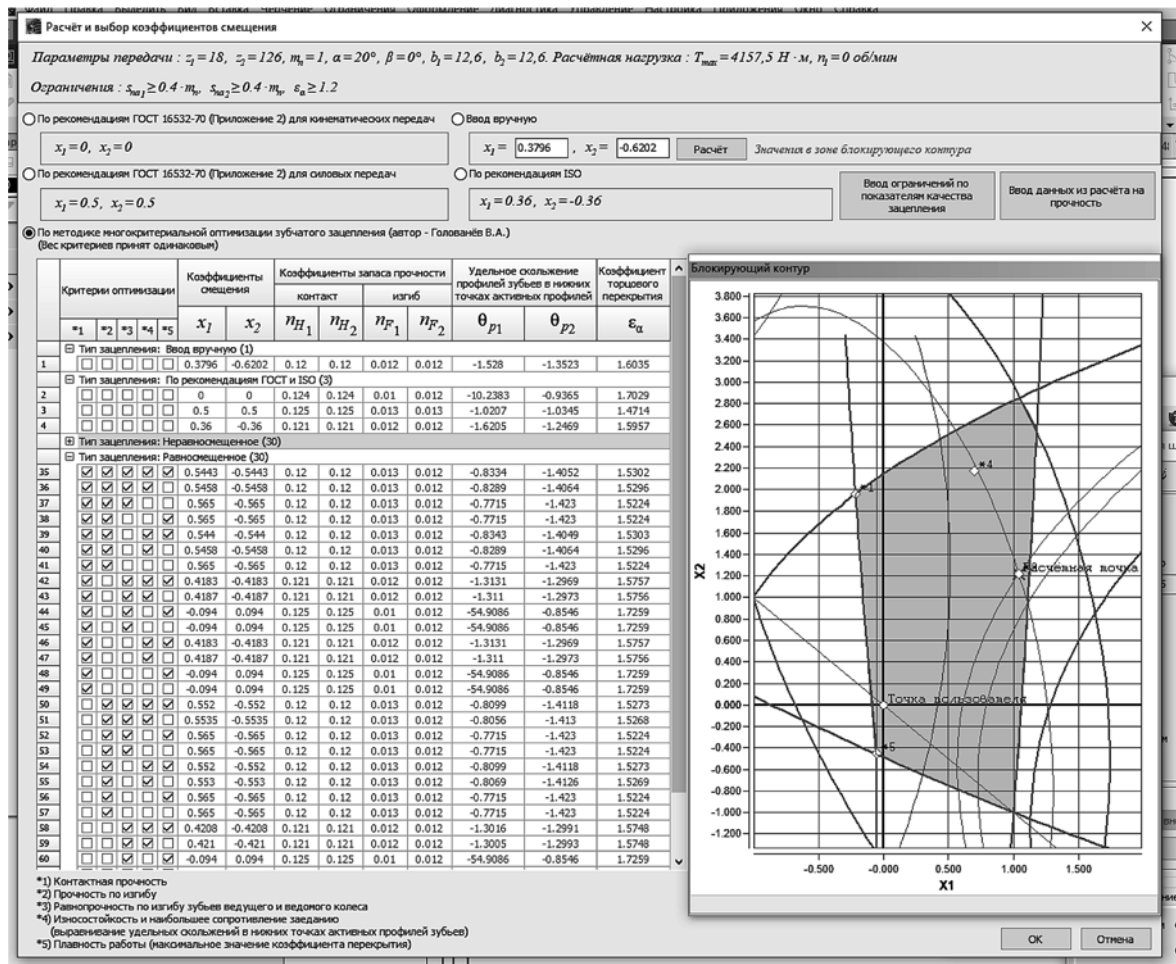 Файл Правка Выделить Вид Вставка Черчение Ограничения Оформление Диагностика Управление Настройка Приложения Окно Справка
Расчёт и выбор коэффициентов смещения
Параметры передачи : z₁=18, z₂=126, mₙ=1, α=20°, β=0°, b₁=12,6, b₂=12,6. Расчётная нагрузка : Tmax=4157,5 Н · м, n₁=0 об/мин
Ограничения : sna₁≥0.4 · mₙ, sna₂≥0.4 · mₙ, εα≥1.2
По рекомендациям ГОСТ 16532-70 (Приложение 2) для кинематических передач
x₁=0, x₂=0
Ввод вручную
x₁= 0.3796 , x₂= -0.6202 Расчёт Значения в зоне блокирующего контура
По рекомендациям ГОСТ 16532-70 (Приложение 2) для силовых передач
x₁=0.5, x₂=0.5
По рекомендациям ISO
x₁=0.36, x₂=-0.36
Ввод ограничений по показателям качества зацепления
Ввод данных из расчёта на прочность
По методике многокритериальной оптимизации зубчатого зацепления (автор - Голованёв В.А.)
(Вес критериев принят одинаковым)
Критерии оптимизации Коэффициенты смещения Коэффициенты запаса прочности Удельное скольжение профилей зубьев в нижних точках активных профилей Коэффициент торцового перекрытия
контакт изгиб
*1 *2 *3 *4 *5 x₁ x₂ nH₁ nH₂ nF₁ nF₂ θp1 θp2 εα
Тип зацепления: Ввод вручную (1)
1 0.3796 -0.6202 0.12 0.12 0.012 0.012 -1.528 -1.3523 1.6035
Тип зацепления: По рекомендациям ГОСТ и ISO (3)
2 0 0 0.124 0.124 0.01 0.012 -10.2383 -0.9365 1.7029
3 0.5 0.5 0.125 0.125 0.013 0.013 -1.0207 -1.0345 1.4714
4 0.36 -0.36 0.121 0.121 0.012 0.012 -1.6205 -1.2469 1.5957
Тип зацепления: Неравносмещенное (30)
Тип зацепления: Равносмещенное (30)
35 0.5443 -0.5443 0.12 0.12 0.013 0.012 -0.8334 -1.4052 1.5302
36 0.5458 -0.5458 0.12 0.12 0.013 0.012 -0.8289 -1.4064 1.5296
37 0.565 -0.565 0.12 0.12 0.013 0.012 -0.7715 -1.423 1.5224
38 0.565 -0.565 0.12 0.12 0.013 0.012 -0.7715 -1.423 1.5224
39 0.544 -0.544 0.12 0.12 0.013 0.012 -0.8343 -1.4049 1.5303
40 0.5458 -0.5458 0.12 0.12 0.013 0.012 -0.8289 -1.4064 1.5296
41 0.565 -0.565 0.12 0.12 0.013 0.012 -0.7715 -1.423 1.5224
42 0.4183 -0.4183 0.121 0.121 0.012 0.012 -1.3131 -1.2969 1.5757
43 0.4187 -0.4187 0.121 0.121 0.012 0.012 -1.311 -1.2973 1.5756
44 -0.094 0.094 0.125 0.125 0.01 0.012 -54.9086 -0.8546 1.7259
45 -0.094 0.094 0.125 0.125 0.01 0.012 -54.9086 -0.8546 1.7259
46 0.4183 -0.4183 0.121 0.121 0.012 0.012 -1.3131 -1.2969 1.5757
47 0.4187 -0.4187 0.121 0.121 0.012 0.012 -1.311 -1.2973 1.5756
48 -0.094 0.094 0.125 0.125 0.01 0.012 -54.9086 -0.8546 1.7259
49 -0.094 0.094 0.125 0.125 0.01 0.012 -54.9086 -0.8546 1.7259
50 0.552 -0.552 0.12 0.12 0.013 0.012 -0.8099 -1.4118 1.5273
51 0.5535 -0.5535 0.12 0.12 0.013 0.012 -0.8056 -1.413 1.5268
52 0.565 -0.565 0.12 0.12 0.013 0.012 -0.7715 -1.423 1.5224
53 0.565 -0.565 0.12 0.12 0.013 0.012 -0.7715 -1.423 1.5224
54 0.552 -0.552 0.12 0.12 0.013 0.012 -0.8099 -1.4118 1.5273
55 0.553 -0.553 0.12 0.12 0.013 0.012 -0.8069 -1.4126 1.5269
56 0.565 -0.565 0.12 0.12 0.013 0.012 -0.7715 -1.423 1.5224
57 0.565 -0.565 0.12 0.12 0.013 0.012 -0.7715 -1.423 1.5224
58 0.4208 -0.4208 0.121 0.121 0.012 0.012 -1.3016 -1.2991 1.5748
59 0.421 -0.421 0.121 0.121 0.012 0.012 -1.3005 -1.2993 1.5748
60 -0.094 0.094 0.125 0.125 0.01 0.012 -54.9086 -0.8546 1.7259
*1) Контактная прочность
*2) Прочность по изгибу
*3) Равнопрочность по изгибу зубьев ведущего и ведомого колеса
*4) Износостойкость и наибольшее сопротивление заеданию
(выравнивание удельных скольжений в нижних точках активных профилей зубьев)
*5) Плавность работы (максимальное значение коэффициента перекрытия)
Блокирующий контур
3.800
3.600
3.400
3.200
3.000
2.800
2.600
2.400
2.200
2.000
1.800
1.600
1.400
1.200
1.000
0.800
0.600
0.400
0.200
0.000
-0.200
-0.400
-0.600
-0.800
-1.000
-1.200
X2
*4
Точка пользователя
*5
-0.500 -0.000 0.500 1.000 1.500
X1
ОК Отмена